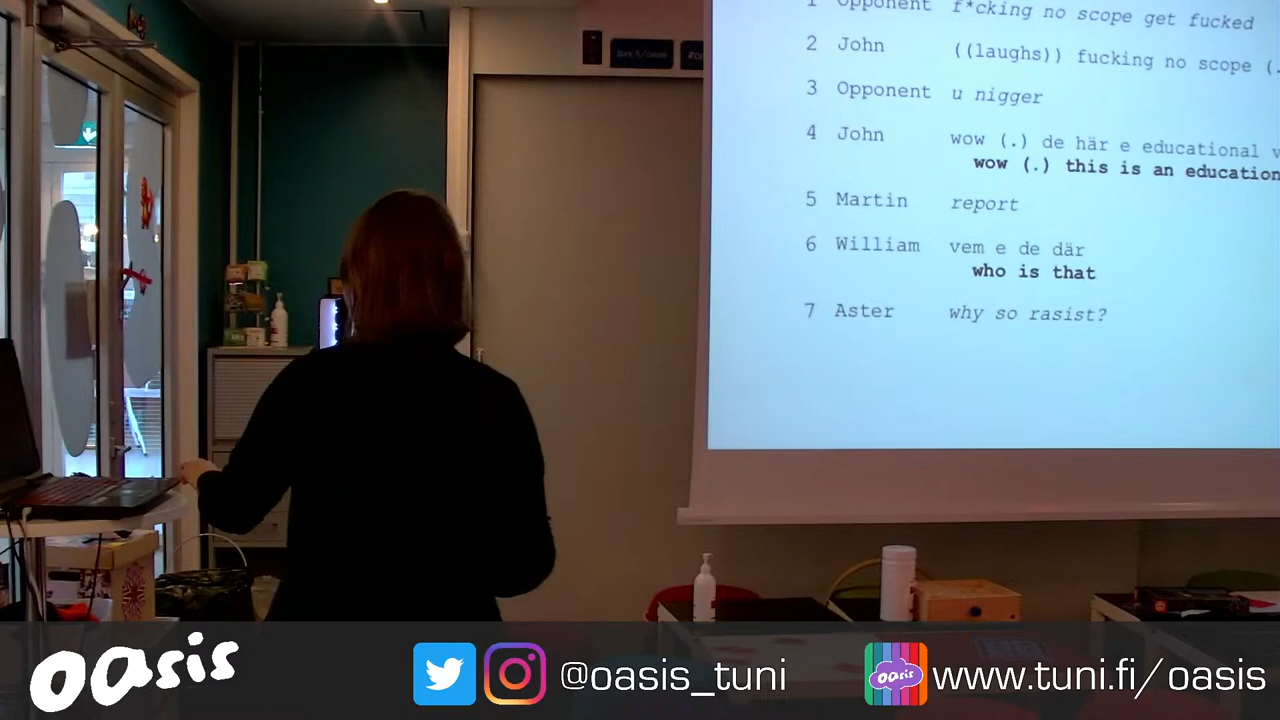 1 Opponent f*cking no scope get fucked
2 John ((laughs)) fucking no scope (.
3 Opponent u nigger
4 John wow (.) de här e educational v
wow (.) this is an education
5 Martin report
6 William vem e de där
who is that
7 Aster why so rasist?
oasis @oasis_tuni oasis www.tuni.fi/oasis